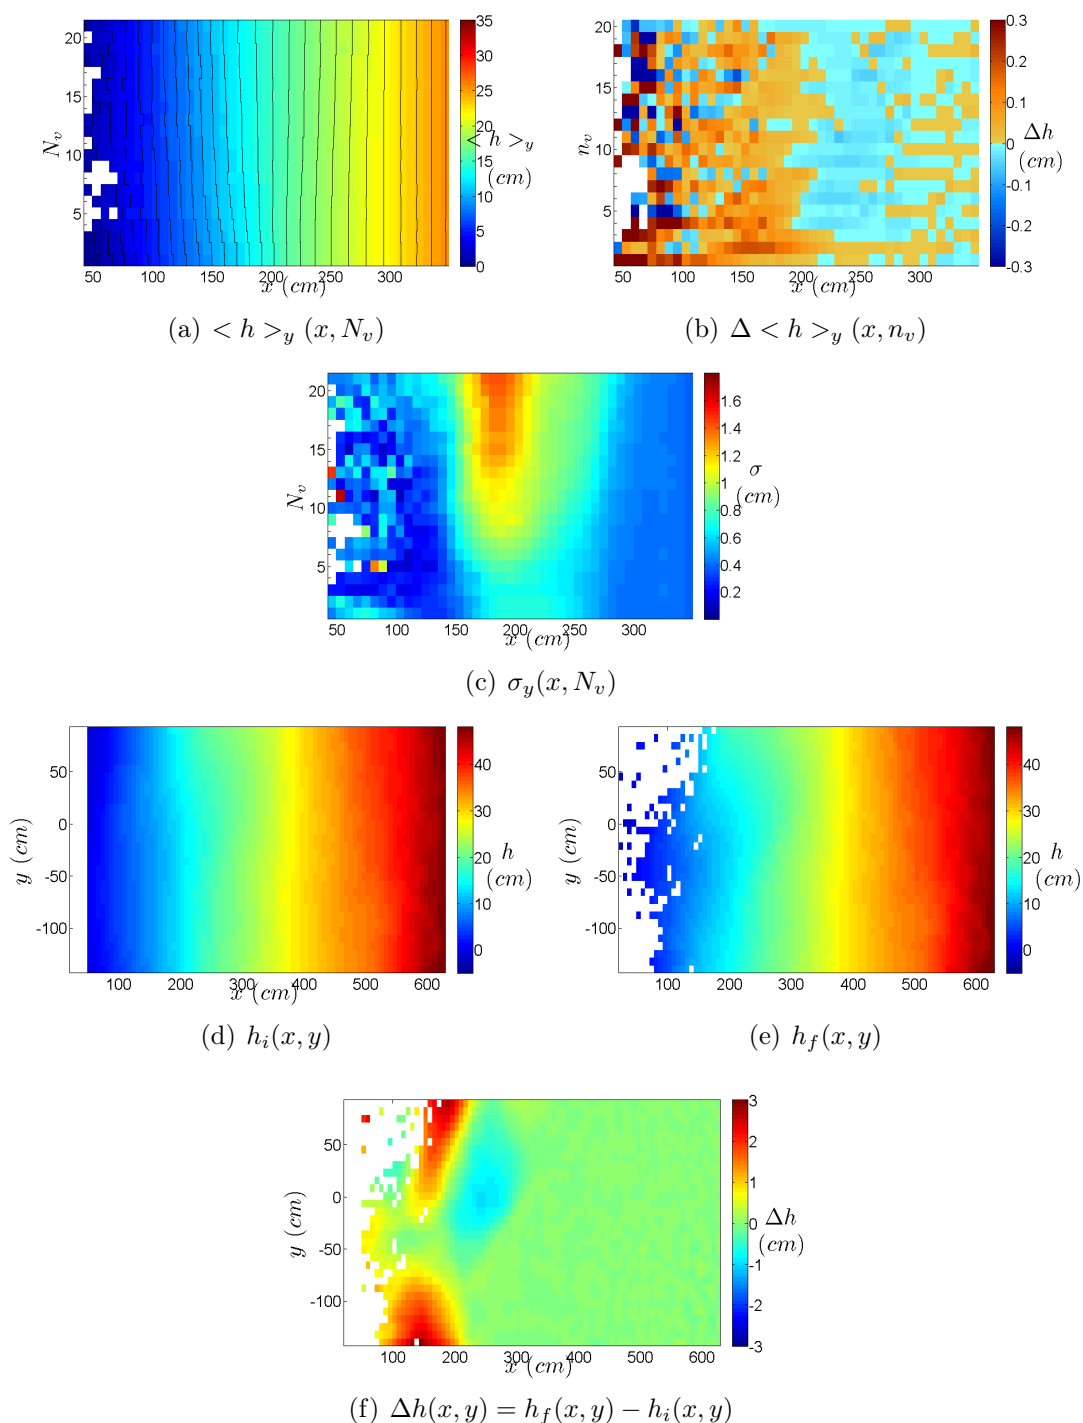 20
15
10
5
N_v
50 100 150 200 250 300
x (cm)
35
30
25
20
15
10
5
0
< h >_y
(cm)
(a) < h >_y (x, N_v)
20
15
10
5
n_v
50 100 150 200 250 300
x (cm)
0.3
0.2
0.1
0
-0.1
-0.2
-0.3
Δh
(cm)
(b) Δ < h >_y (x, n_v)
20
15
10
5
N_v
50 100 150 200 250 300
x (cm)
1.6
1.4
1.2
1
0.8
0.6
0.4
0.2
σ
(cm)
(c) σ_y(x, N_v)
50
0
-50
-100
y (cm)
100 200 300 400 500 600
x (cm)
40
30
20
10
0
h
(cm)
(d) h_i(x, y)
50
0
-50
-100
y (cm)
100 200 300 400 500 600
40
30
20
10
0
h
(cm)
(e) h_f(x, y)
50
0
-50
-100
y (cm)
100 200 300 400 500 600
x (cm)
3
2
1
0
-1
-2
-3
Δh
(cm)
(f) Δh(x, y) = h_f(x, y) − h_i(x, y)